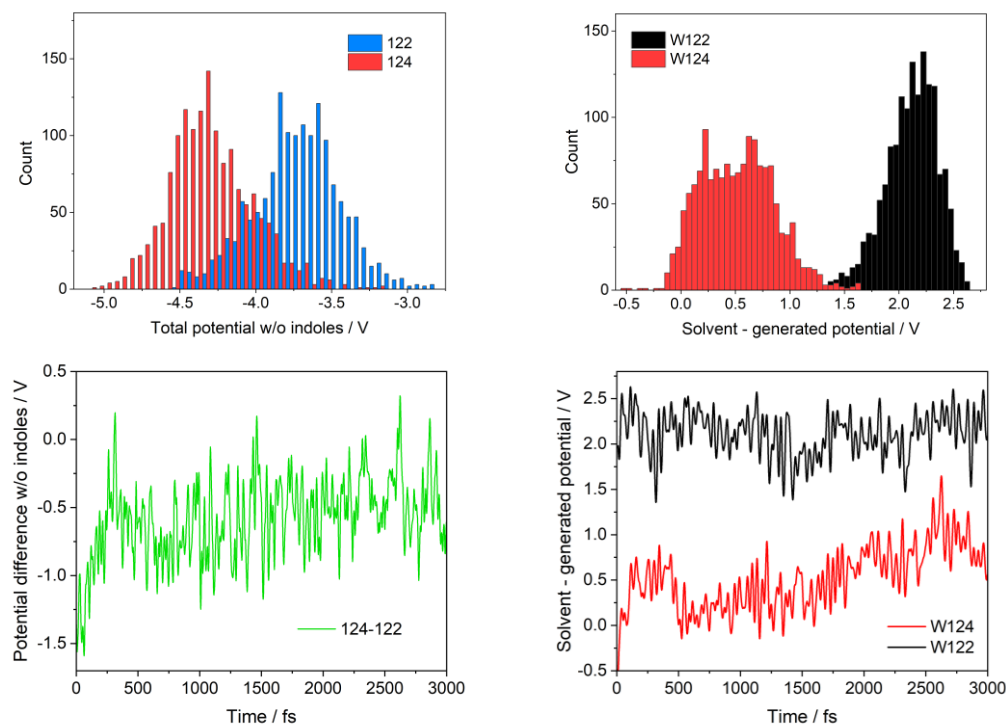 150
100
50
0
Count
122
124
-5.0 -4.5 -4.0 -3.5 -3.0
Total potential w/o indoles / V
150
100
50
0
Count
W122
W124
-0.5 0.0 0.5 1.0 1.5 2.0 2.5
Solvent - generated potential / V
0.5
0.0
-0.5
-1.0
-1.5
Potential difference w/o indoles / V
124-122
0 500 1000 1500 2000 2500 3000
Time / fs
2.5
2.0
1.5
1.0
0.5
0.0
-0.5
Solvent - generated potential / V
W124
W122
0 500 1000 1500 2000 2500 3000
Time / fs